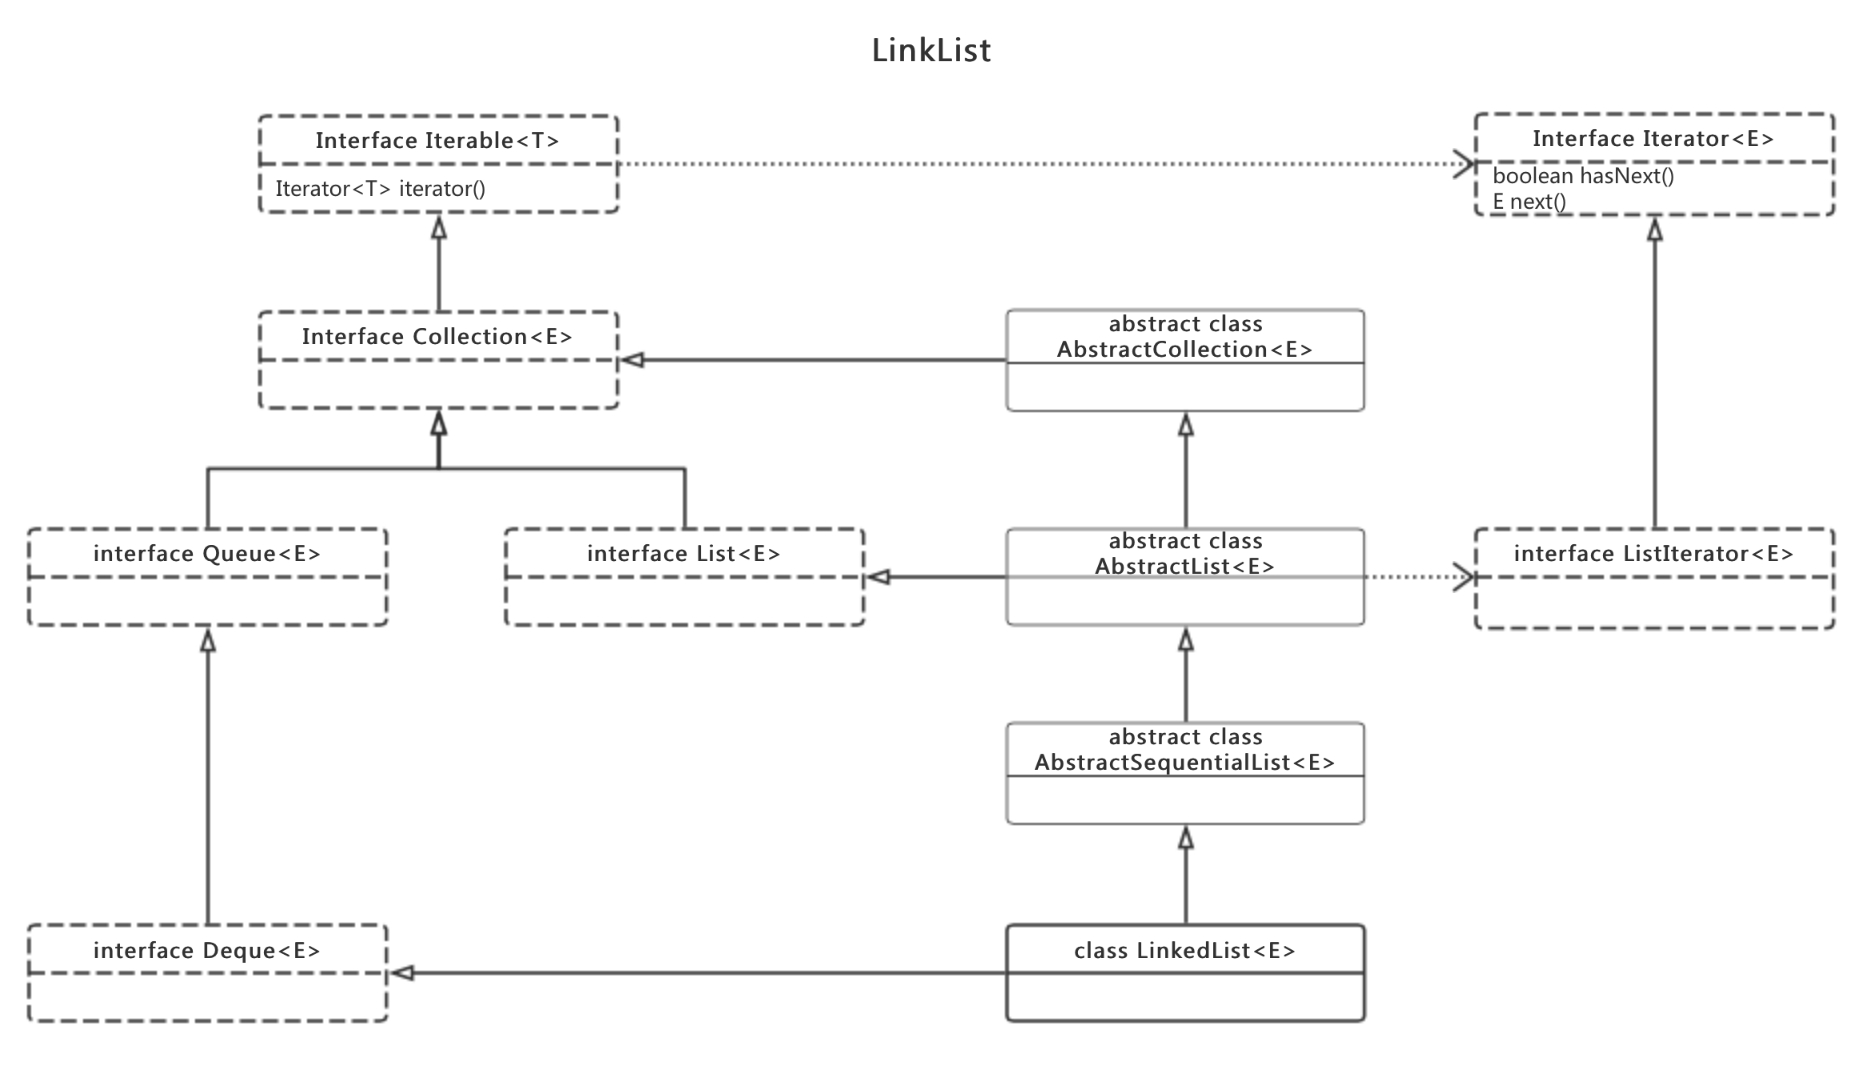 LinkList
Interface Iterable<T>
Iterator<T> iterator()
Interface Iterator<E>
boolean hasNext()
E next()
Interface Collection<E>
abstract class
AbstractCollection<E>
interface Queue<E>
interface List<E>
abstract class
AbstractList<E>
interface ListIterator<E>
abstract class
AbstractSequentialList<E>
interface Deque<E>
class LinkedList<E>